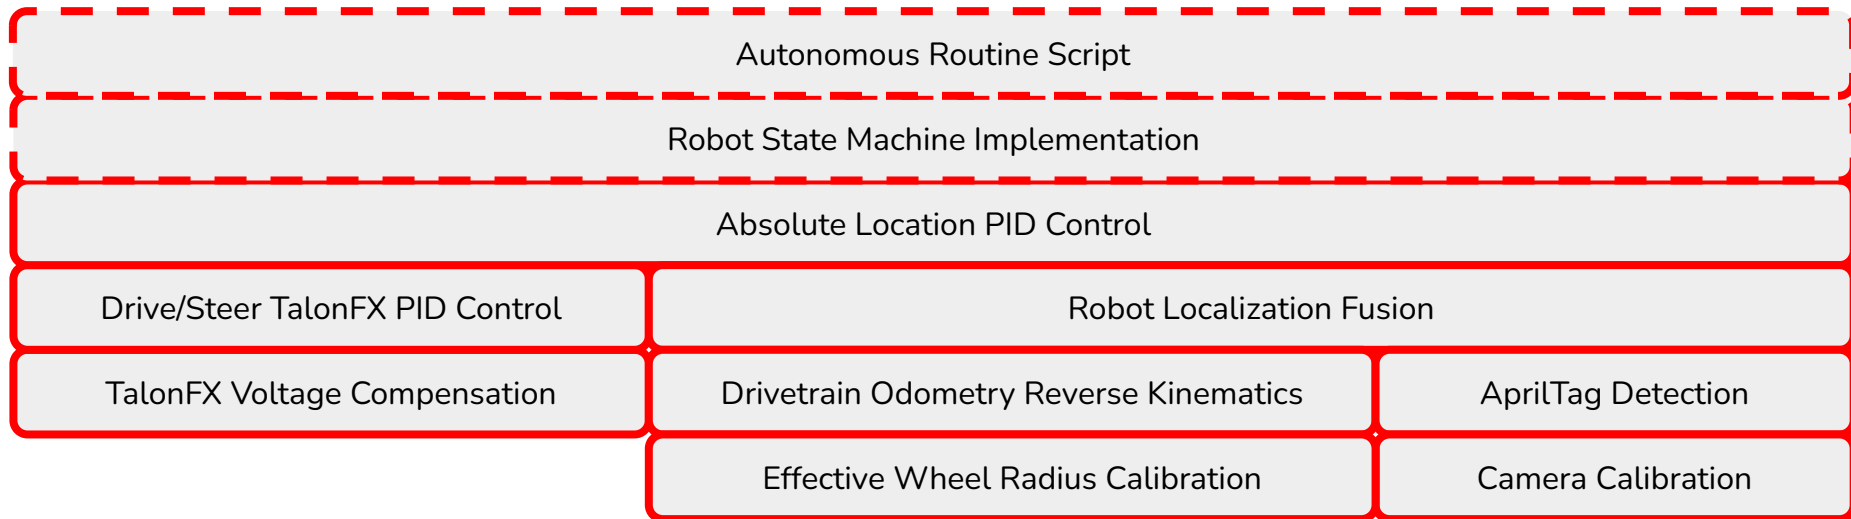 Autonomous Routine Script
Robot State Machine Implementation
Absolute Location PID Control
Drive/Steer TalonFX PID Control
Robot Localization Fusion
TalonFX Voltage Compensation
Drivetrain Odometry Reverse Kinematics
AprilTag Detection
Effective Wheel Radius Calibration
Camera Calibration